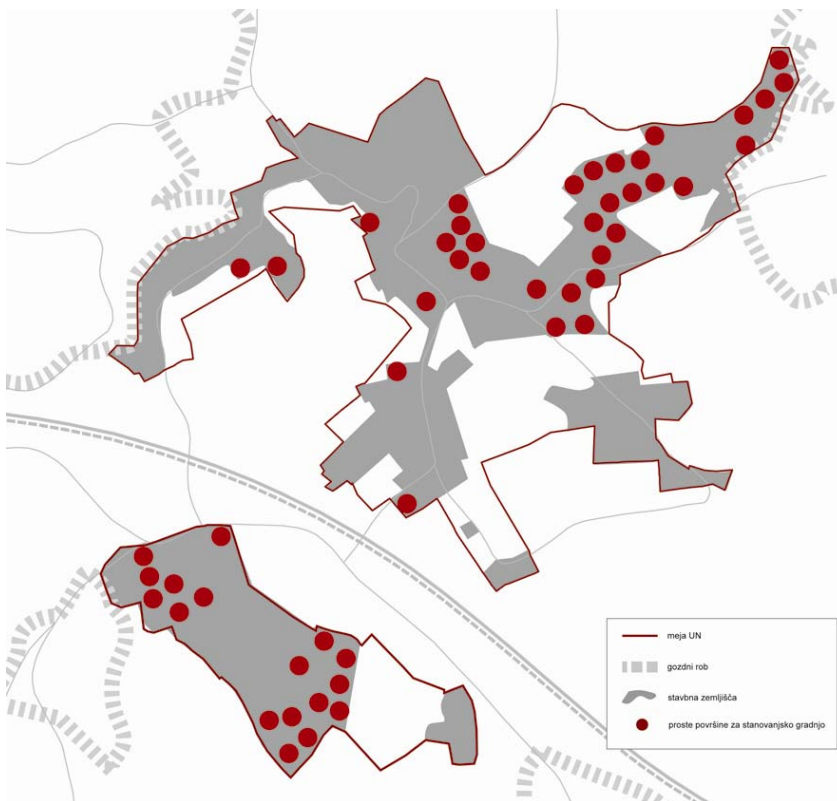 meja UN
gozdni rob
stavbna zemljišča
proste površine za stanovanjsko gradnjo